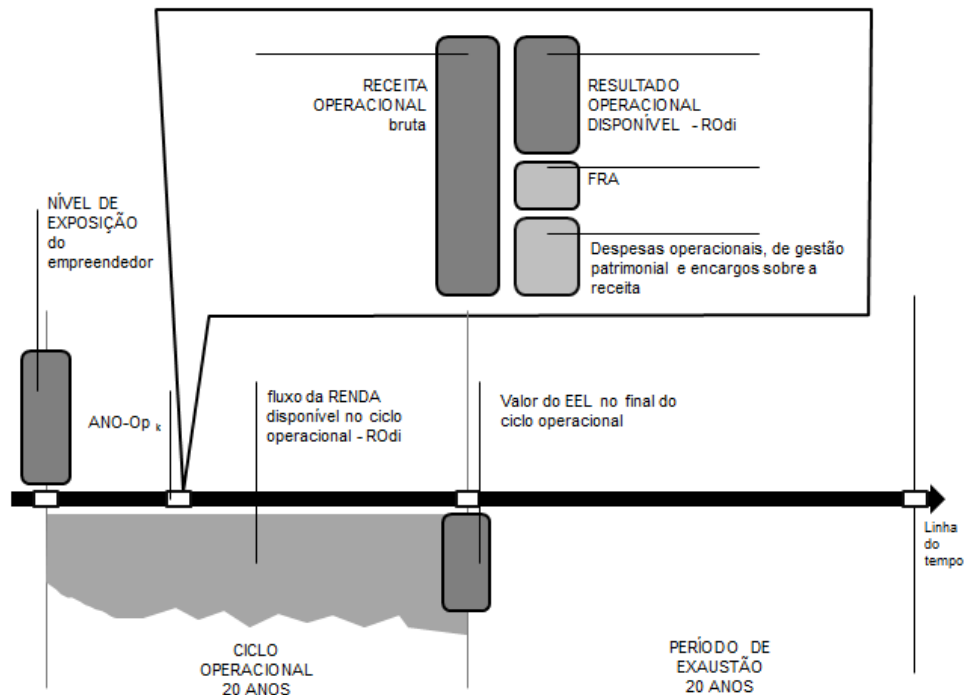 RECEITA
OPERACIONAL
bruta
RESULTADO
OPERACIONAL
DISPONÍVEL - ROdi
FRA
Despesas operacionais, de gestão
patrimonial e encargos sobre a
receita
NÍVEL DE
EXPOSIÇÃO
do
empreendedor
ANO-Op k
fluxo da RENDA
disponível no ciclo
operacional - ROdi
Valor do EEL no final do
ciclo operacional
Linha
do
tempo
CICLO
OPERACIONAL
20 ANOS
PERÍODO DE
EXAUSTÃO
20 ANOS